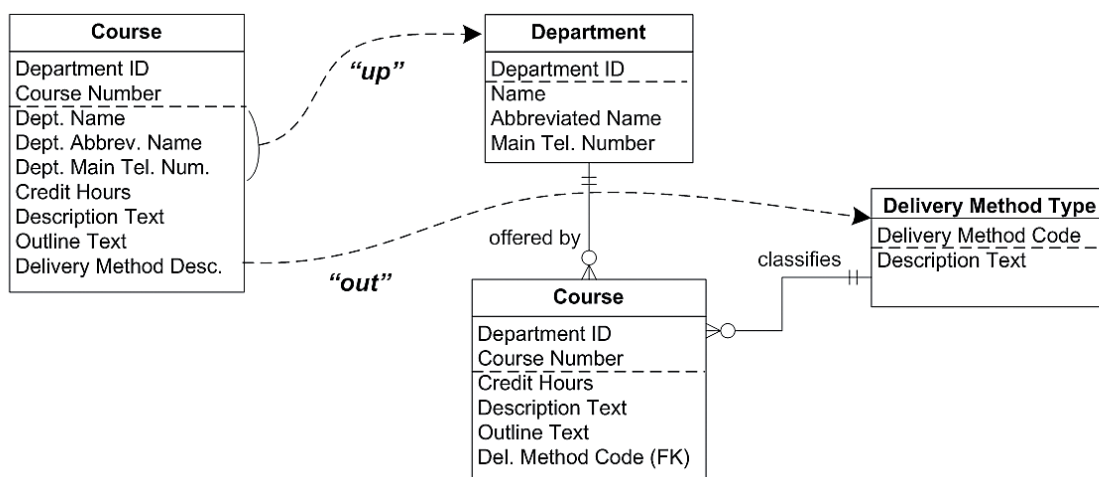 Course
Department ID
Course Number
Dept. Name
Dept. Abbrev. Name
Dept. Main Tel. Num.
Credit Hours
Description Text
Outline Text
Delivery Method Desc.
“up”
“out”
Department
Department ID
Name
Abbreviated Name
Main Tel. Number
offered by
Delivery Method Type
Delivery Method Code
Description Text
classifies
Course
Department ID
Course Number
Credit Hours
Description Text
Outline Text
Del. Method Code (FK)